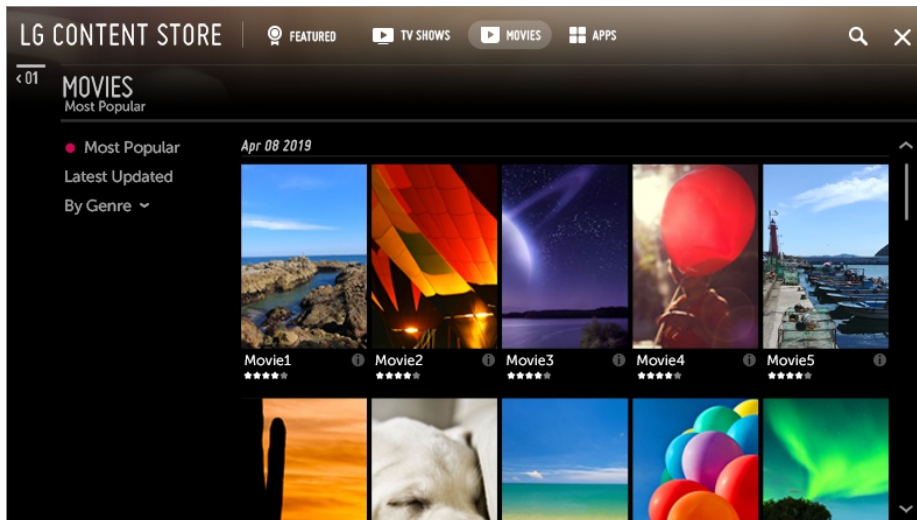 LG CONTENT STORE
FEATURED
TV SHOWS
MOVIES
APPS
<01
MOVIES
Most Popular
Most Popular
Latest Updated
By Genre
Apr 08 2019
Movie1
Movie2
Movie3
Movie4
Movie5